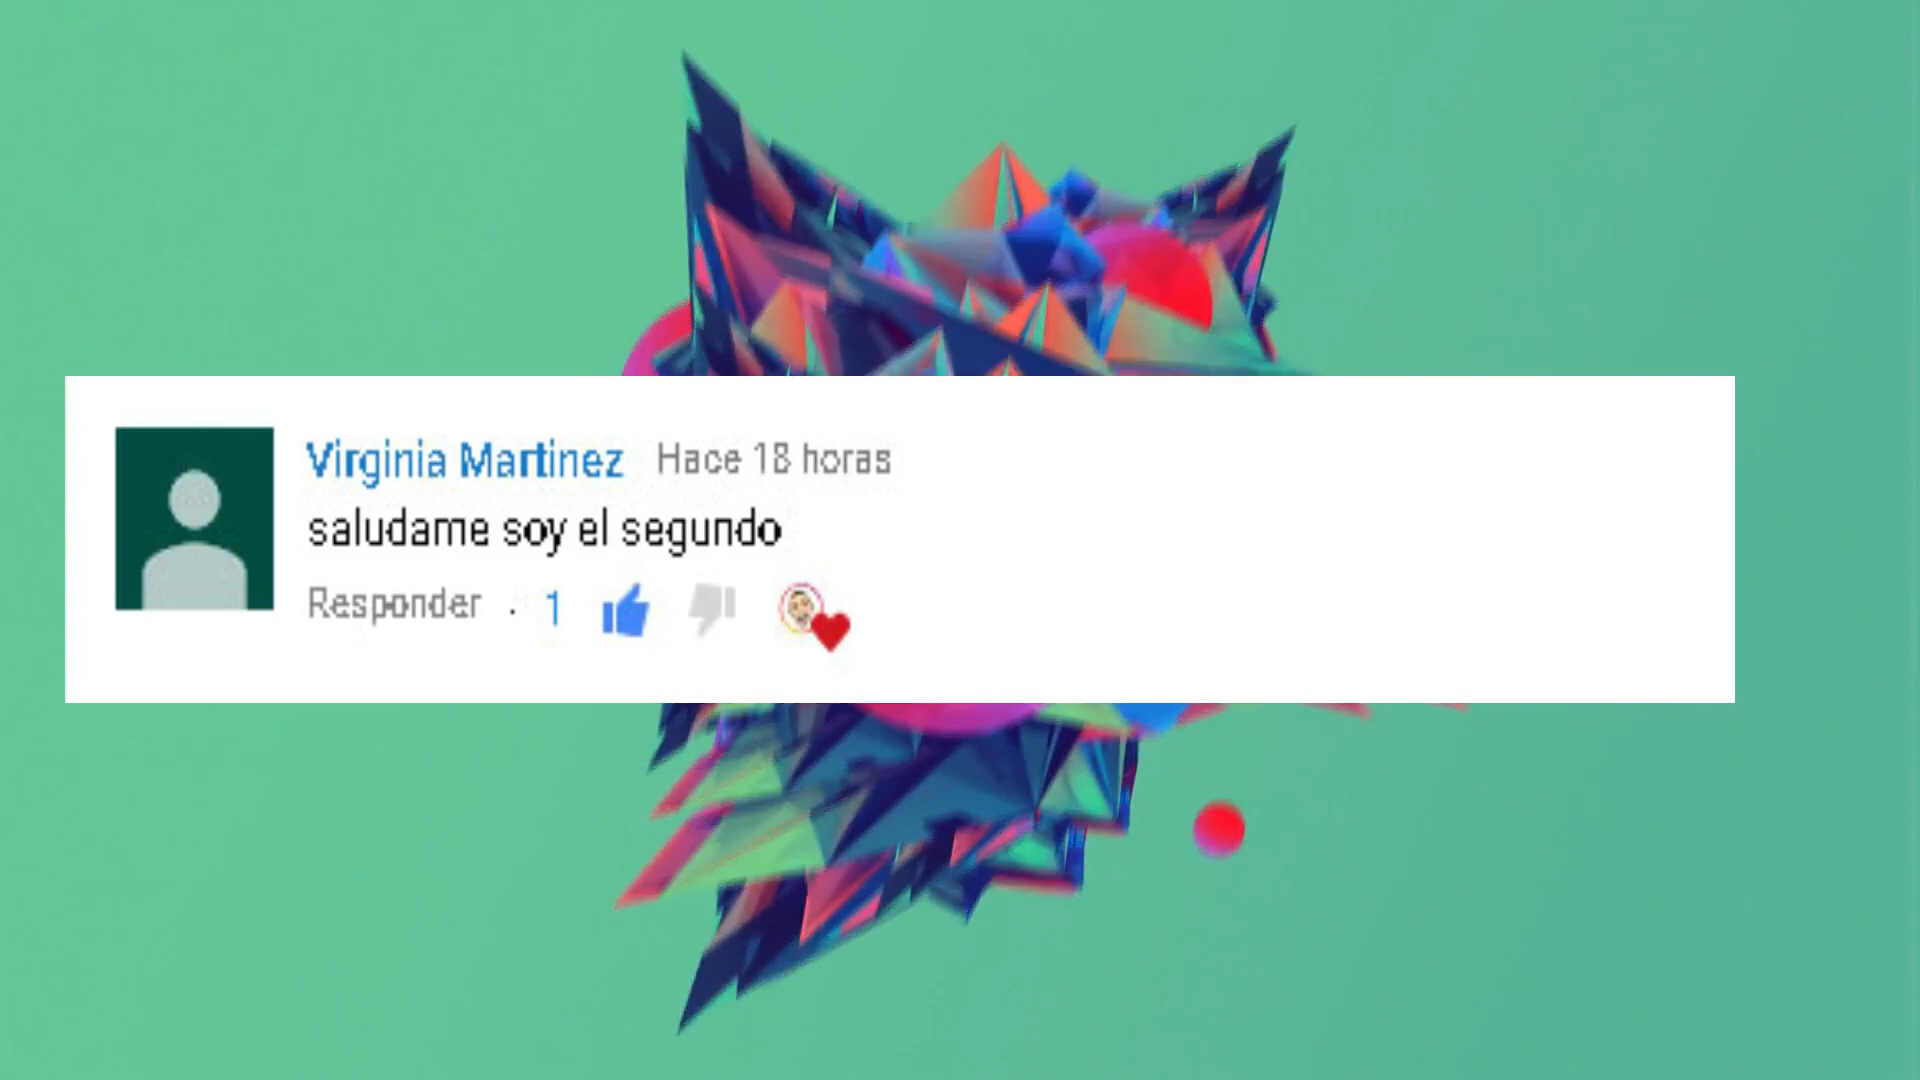 Virginia Martinez Hace 18 horas
saludame soy el segundo
Responder · 1